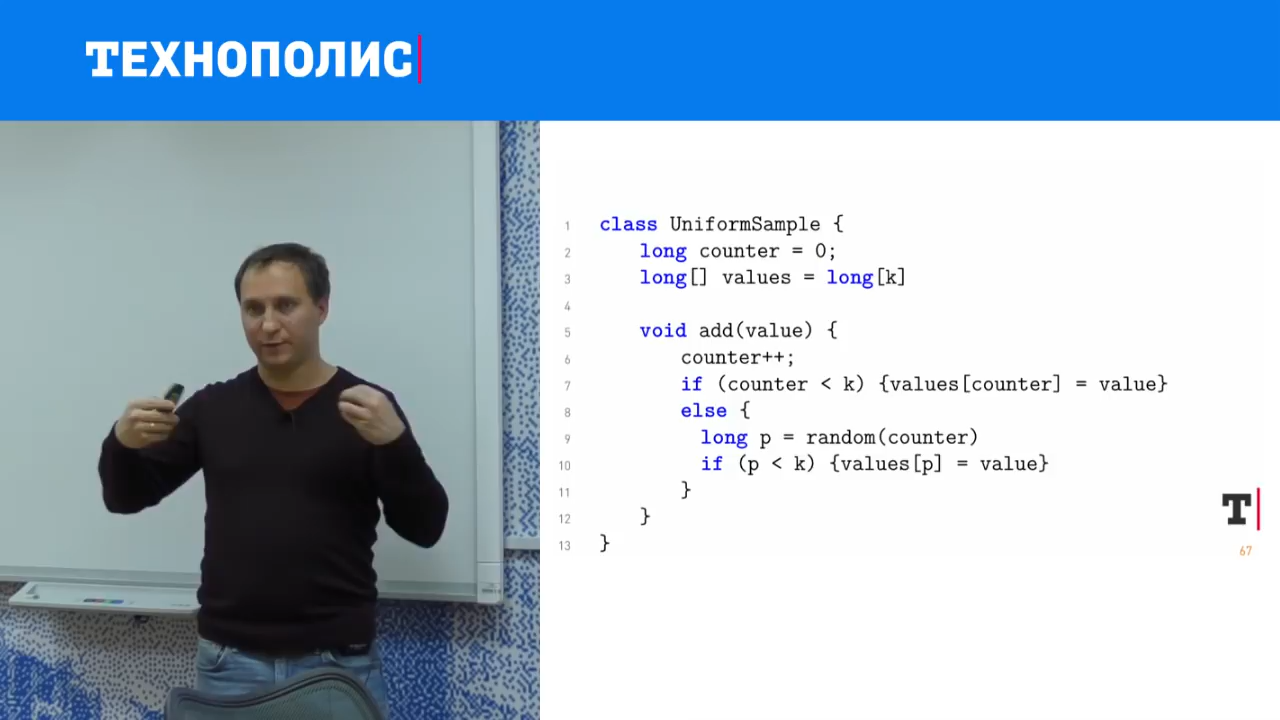 ТЕХНОПОЛИС
1 class UniformSample {
2 long counter = 0;
3 long[] values = long[k]
4
5 void add(value) {
6 counter++;
7 if (counter < k) {values[counter] = value}
8 else {
9 long p = random(counter)
10 if (p < k) {values[p] = value}
11 }
12 }
13 }
Т
67